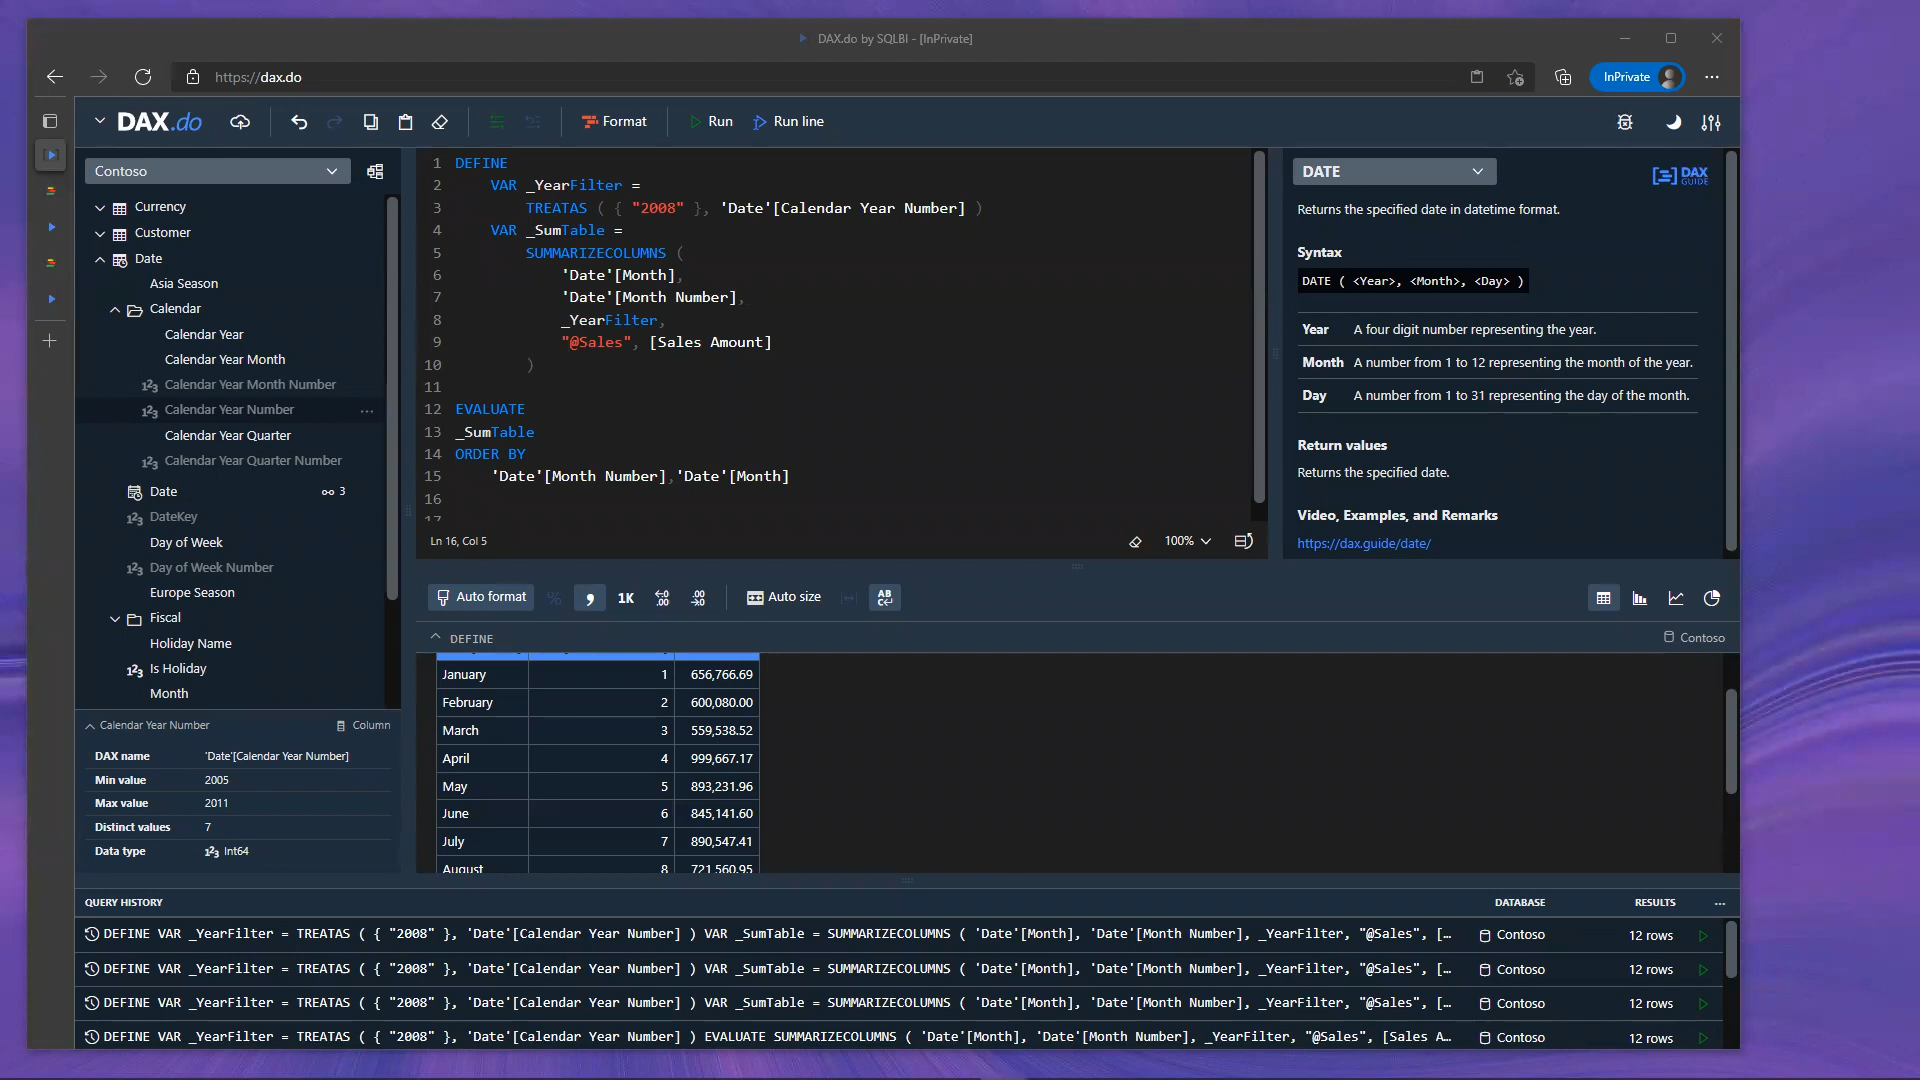 DAX.do by SQLBI - [InPrivate]
https://dax.do
InPrivate
DAX.do
Format
Run
Run line
Contoso
Currency
Customer
Date
Asia Season
Calendar
Calendar Year
Calendar Year Month
123 Calendar Year Month Number
123 Calendar Year Number
Calendar Year Quarter
123 Calendar Year Quarter Number
Date 3
123 DateKey
Day of Week
123 Day of Week Number
Europe Season
Fiscal
Holiday Name
123 Is Holiday
Month
Calendar Year Number Column
DAX name 'Date'[Calendar Year Number]
Min value 2005
Max value 2011
Distinct values 7
Data type 123 Int64
1 DEFINE
2 VAR _YearFilter =
3 TREATAS ( { "2008" }, 'Date'[Calendar Year Number] )
4 VAR _SumTable =
5 SUMMARIZECOLUMNS (
6 'Date'[Month],
7 'Date'[Month Number],
8 _YearFilter,
9 "@Sales", [Sales Amount]
10 )
11
12 EVALUATE
13 _SumTable
14 ORDER BY
15 'Date'[Month Number],'Date'[Month]
16
17
Ln 16, Col 5
100%
DATE
DAX GUIDE
Returns the specified date in datetime format.
Syntax
DATE ( <Year>, <Month>, <Day> )
Year A four digit number representing the year.
Month A number from 1 to 12 representing the month of the year.
Day A number from 1 to 31 representing the day of the month.
Return values
Returns the specified date.
Video, Examples, and Remarks
https://dax.guide/date/
Auto format % , 1K .00 .00 Auto size ABC
DEFINE
Contoso
January 1 656,766.69
February 2 600,080.00
March 3 559,538.52
April 4 999,667.17
May 5 893,231.96
June 6 845,141.60
July 7 890,547.41
August 8 721,560.95
QUERY HISTORY DATABASE RESULTS ...
DEFINE VAR _YearFilter = TREATAS ( { "2008" }, 'Date'[Calendar Year Number] ) VAR _SumTable = SUMMARIZECOLUMNS ( 'Date'[Month], 'Date'[Month Number], _YearFilter, "@Sales", [… Contoso 12 rows
DEFINE VAR _YearFilter = TREATAS ( { "2008" }, 'Date'[Calendar Year Number] ) VAR _SumTable = SUMMARIZECOLUMNS ( 'Date'[Month], 'Date'[Month Number], _YearFilter, "@Sales", [… Contoso 12 rows
DEFINE VAR _YearFilter = TREATAS ( { "2008" }, 'Date'[Calendar Year Number] ) VAR _SumTable = SUMMARIZECOLUMNS ( 'Date'[Month], 'Date'[Month Number], _YearFilter, "@Sales", [… Contoso 12 rows
DEFINE VAR _YearFilter = TREATAS ( { "2008" }, 'Date'[Calendar Year Number] ) EVALUATE SUMMARIZECOLUMNS ( 'Date'[Month], 'Date'[Month Number], _YearFilter, "@Sales", [Sales A… Contoso 12 rows